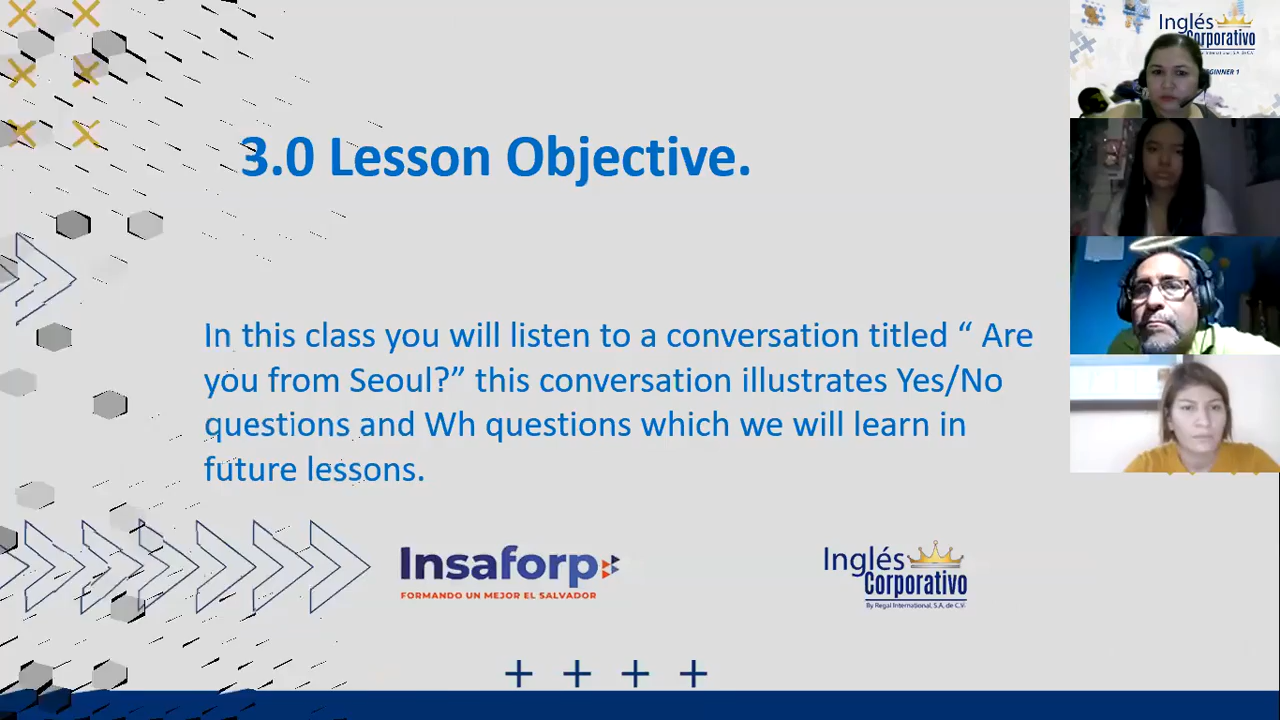 3.0 Lesson Objective.
In this class you will listen to a conversation titled “ Are
you from Seoul?” this conversation illustrates Yes/No
questions and Wh questions which we will learn in
future lessons.
Insaforp
FORMANDO UN MEJOR EL SALVADOR
Inglés
Corporativo
By Regal International, S.A. de C.V.
Inglés
Corporativo